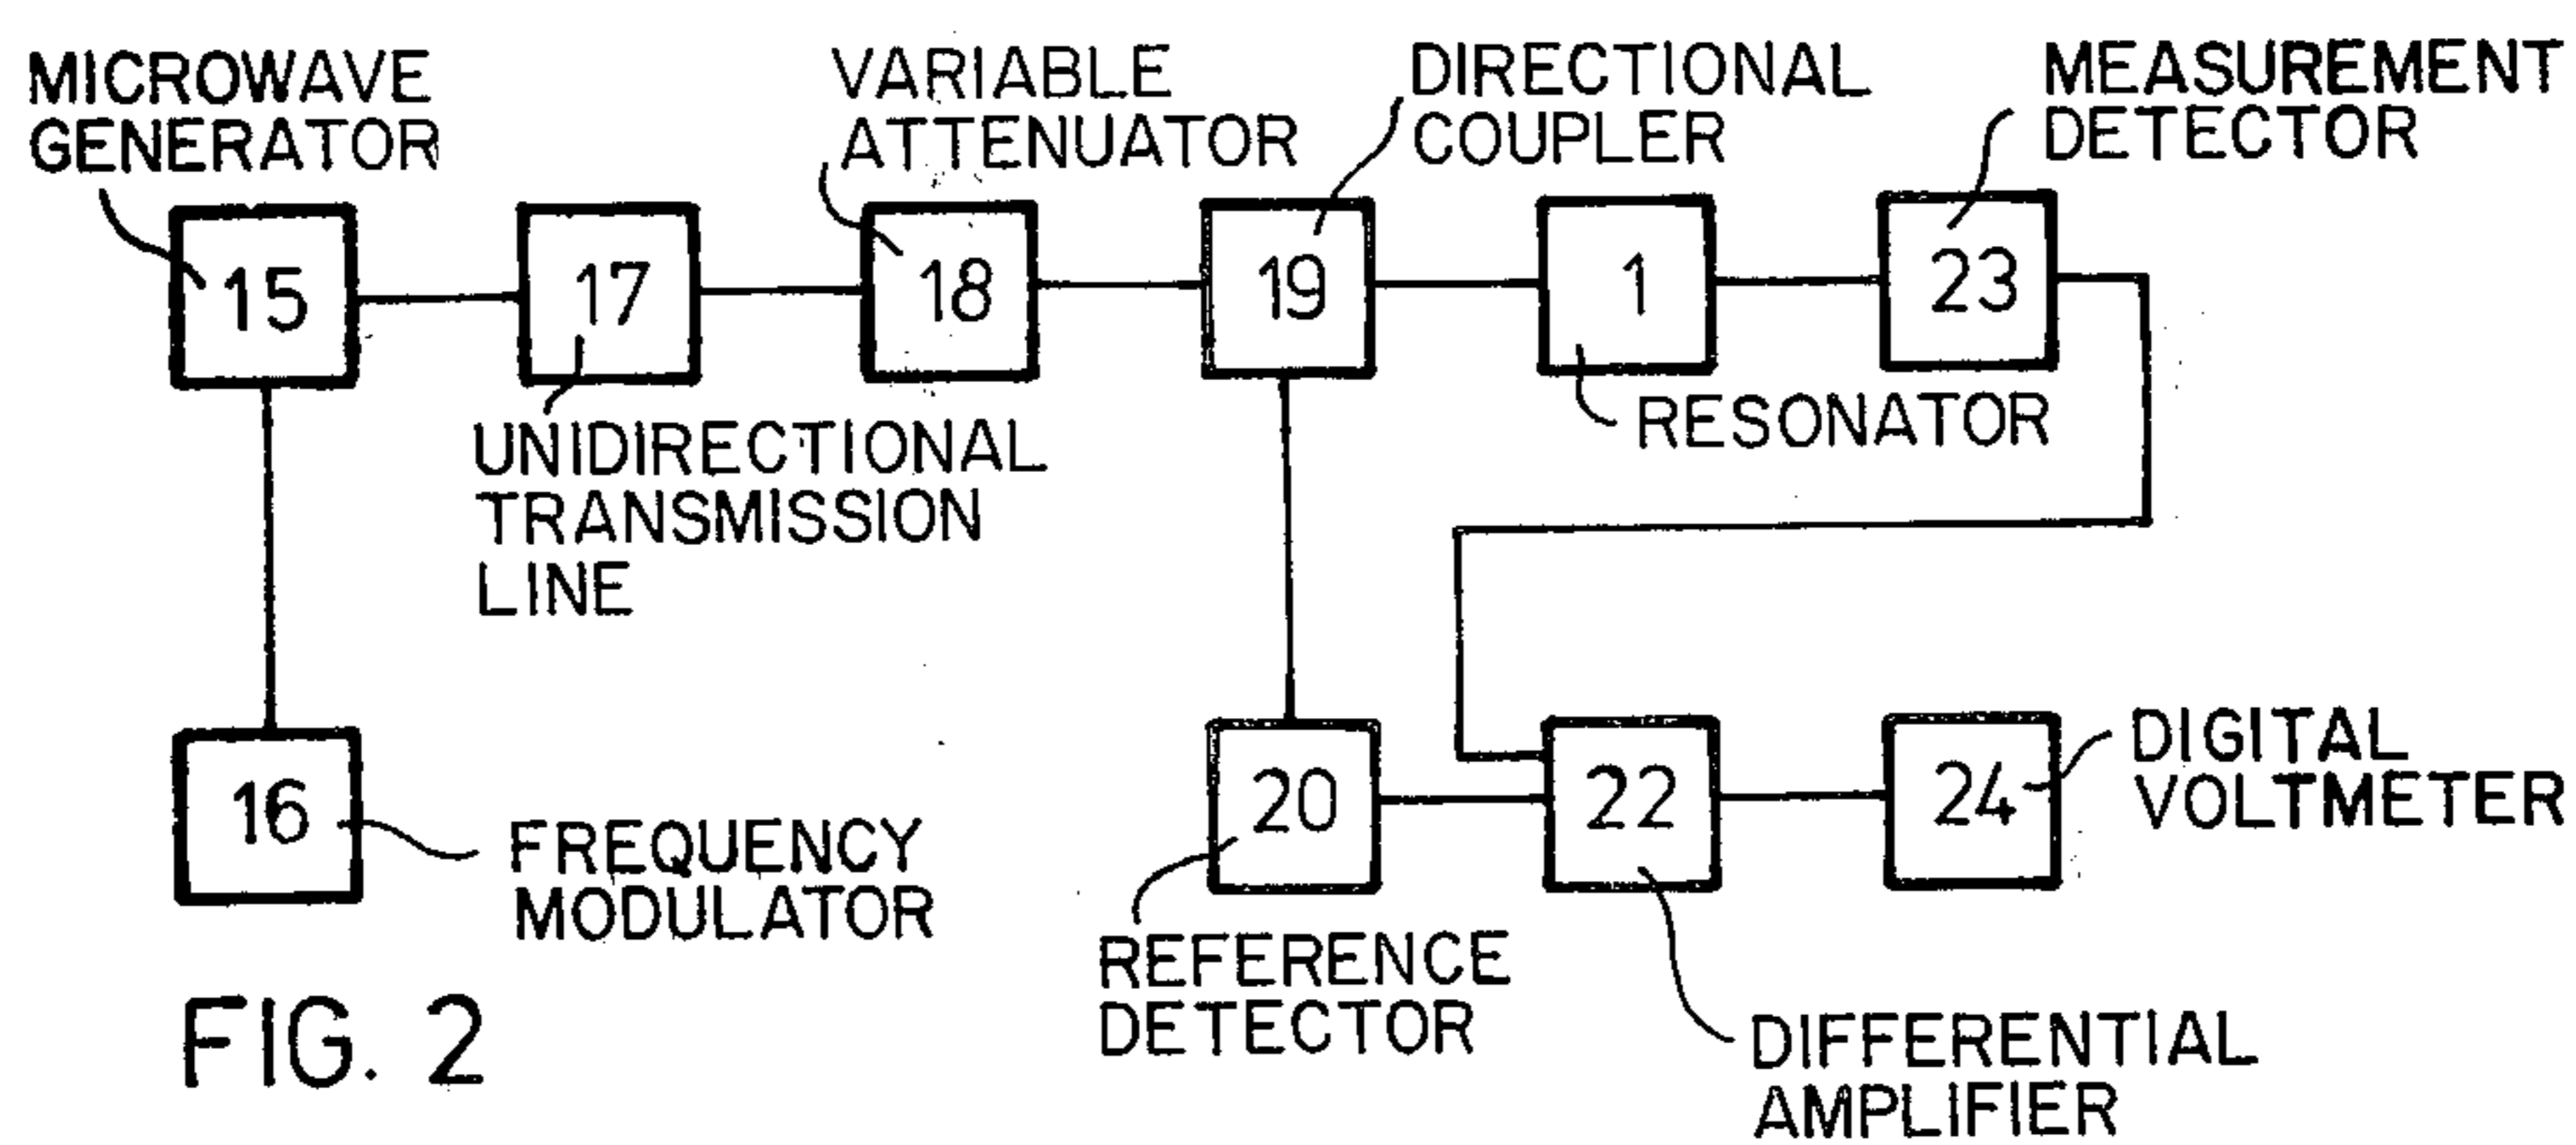 MICROWAVE
GENERATOR
VARIABLE
ATTENUATOR
DIRECTIONAL
COUPLER
MEASUREMENT
DETECTOR
15
17
18
19
1
23
UNIDIRECTIONAL
TRANSMISSION
LINE
RESONATOR
16
FREQUENCY
MODULATOR
20
22
24
DIGITAL
VOLTMETER
REFERENCE
DETECTOR
DIFFERENTIAL
AMPLIFIER
FIG. 2